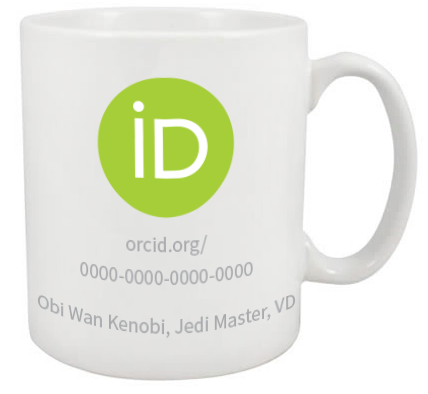 iD
orcid.org/
0000-0000-0000-0000
Obi Wan Kenobi, Jedi Master, VD